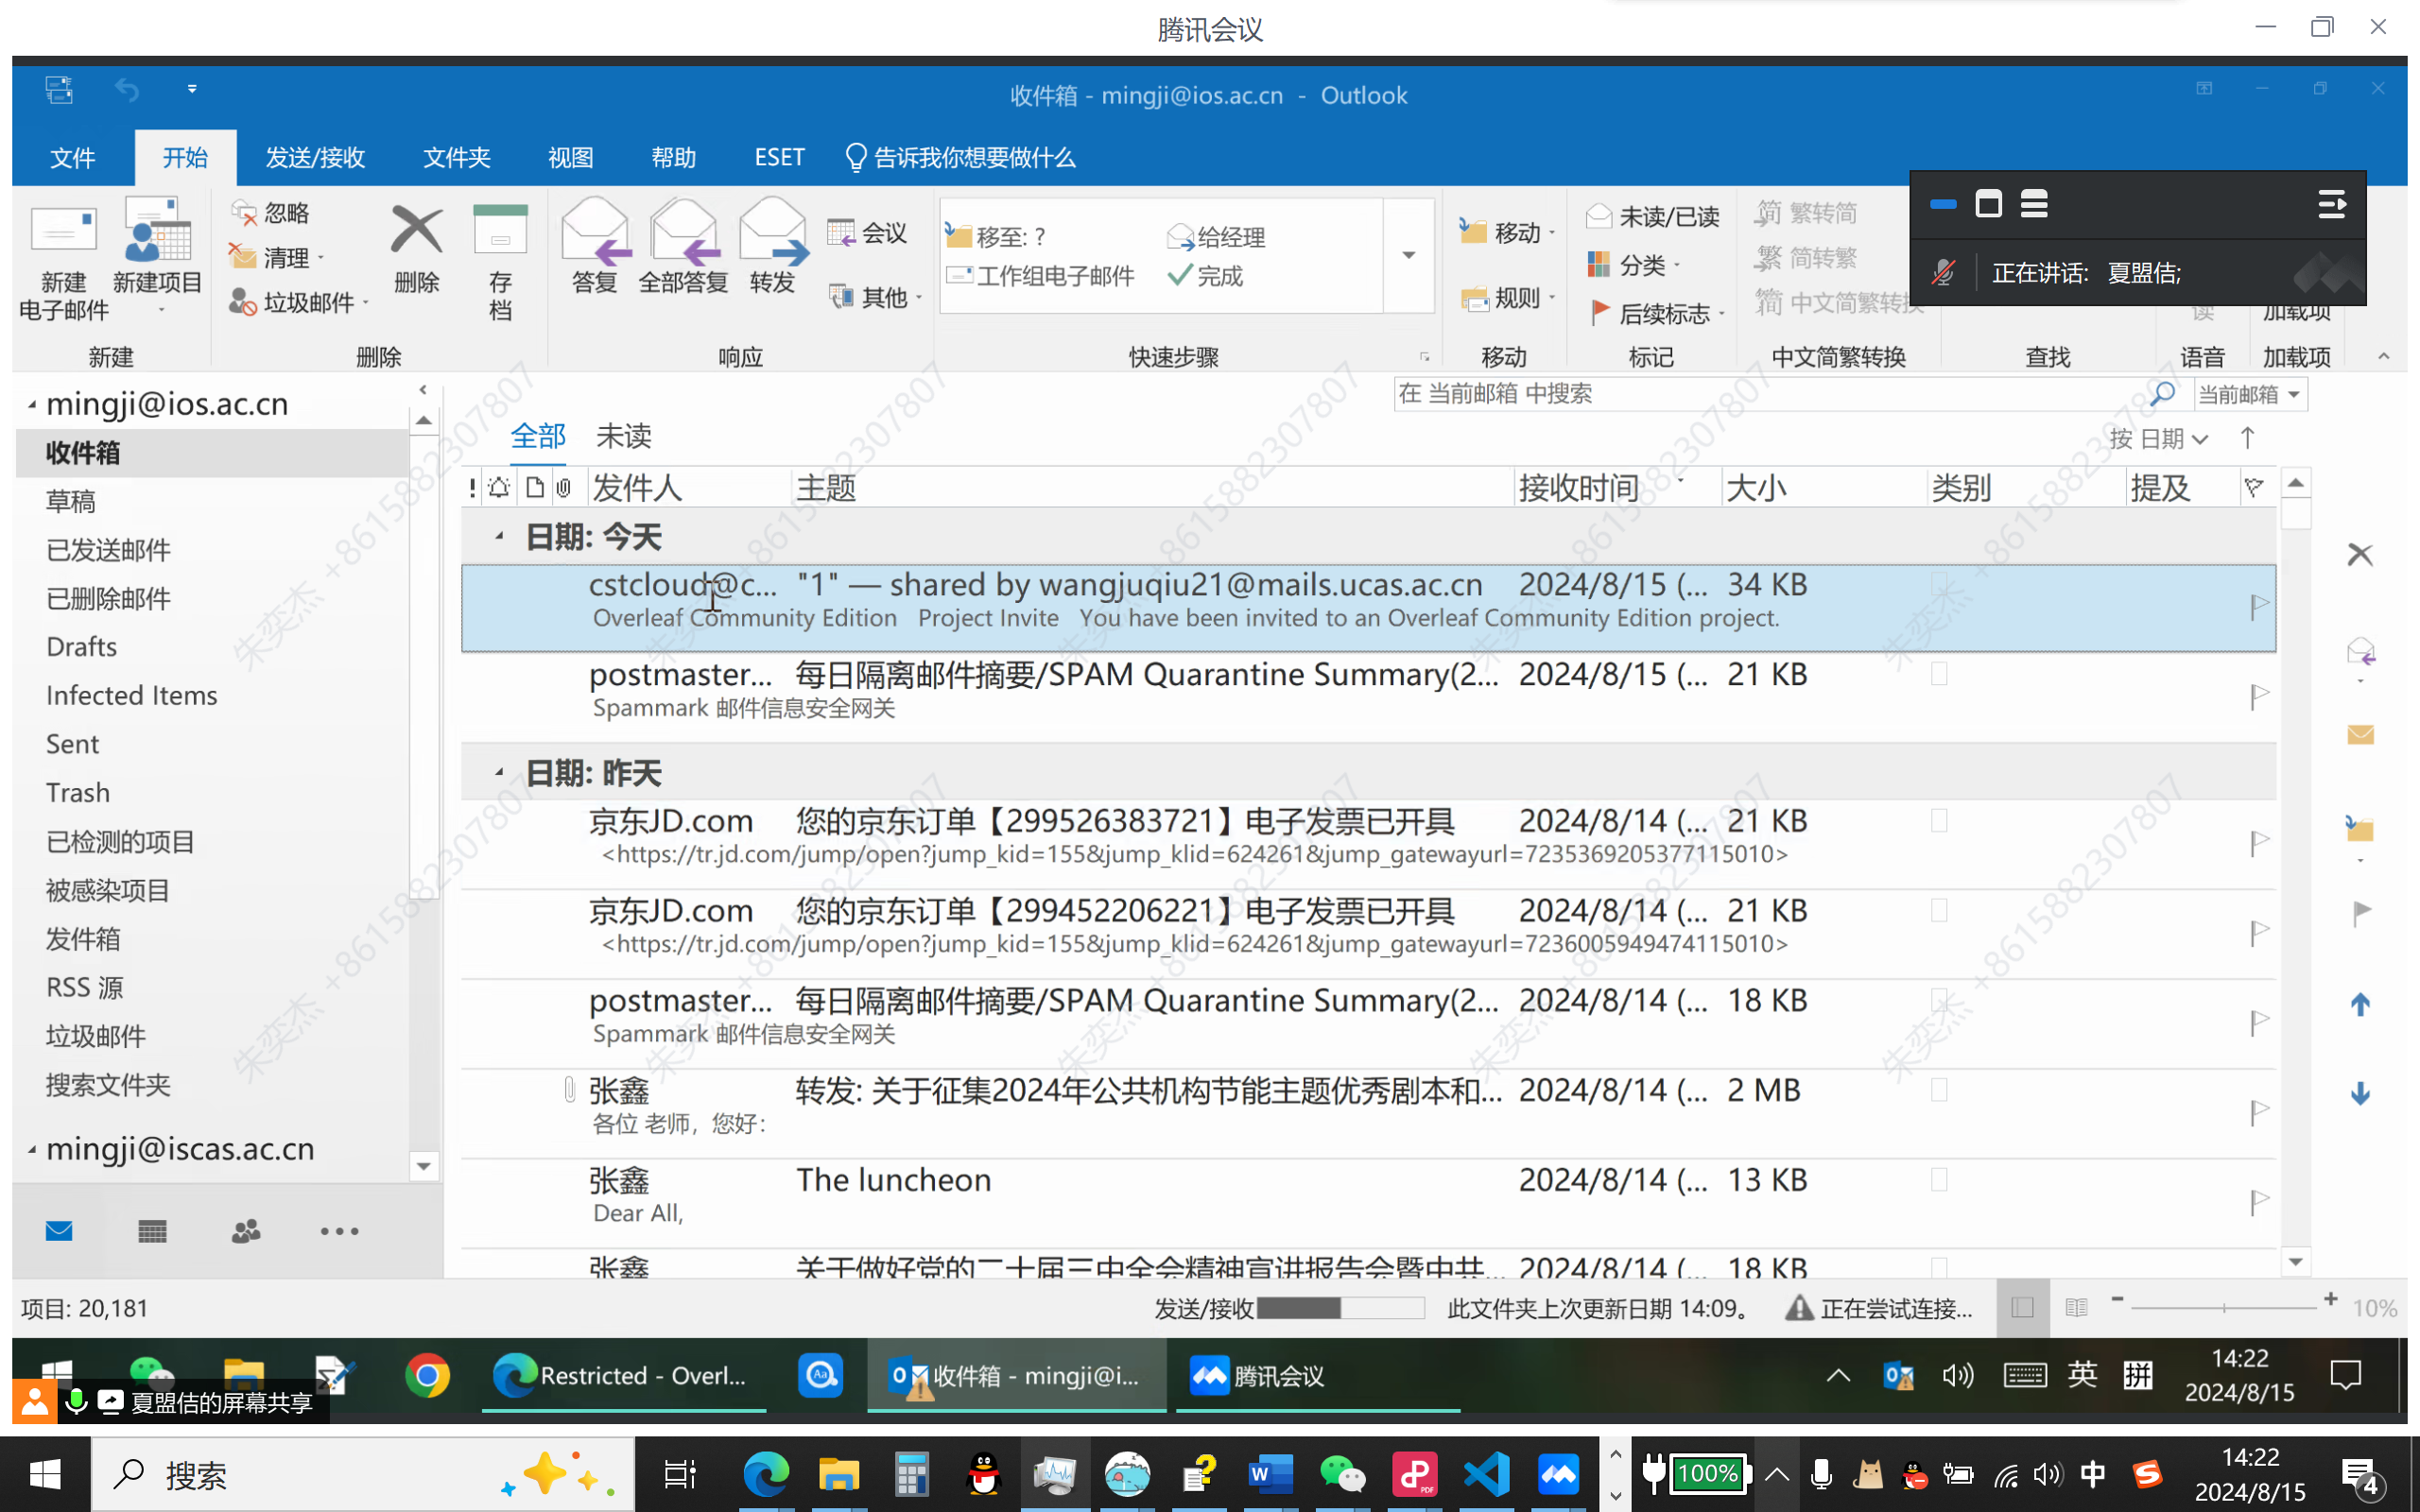 腾讯会议
收件箱 - mingji@ios.ac.cn - Outlook
文件 开始 发送/接收 文件夹 视图 帮助 ESET 告诉我你想要做什么
新建
电子邮件
新建项目
忽略
清理
垃圾邮件
删除
存
档
答复 全部答复 转发
会议
其他
移至: ? 给经理
工作组电子邮件 完成
移动
规则
未读/已读
分类
后续标志
繁转简
简转繁
中文简繁转换
正在讲话: 夏盟佶;
读 加载项
新建 删除 响应 快速步骤 移动 标记 中文简繁转换 查找 语音 加载项
在 当前邮箱 中搜索 当前邮箱
全部 未读
按 日期
mingji@ios.ac.cn
收件箱
草稿
已发送邮件
已删除邮件
Drafts
Infected Items
Sent
Trash
已检测的项目
被感染项目
发件箱
RSS 源
垃圾邮件
搜索文件夹
mingji@iscas.ac.cn
发件人 主题 接收时间 大小 类别 提及
日期: 今天
cstcloud@c... "1" — shared by wangjuqiu21@mails.ucas.ac.cn 2024/8/15 (... 34 KB
Overleaf Community Edition Project Invite You have been invited to an Overleaf Community Edition project.
postmaster... 每日隔离邮件摘要/SPAM Quarantine Summary(2... 2024/8/15 (... 21 KB
Spammark 邮件信息安全网关
日期: 昨天
京东JD.com 您的京东订单【299526383721】电子发票已开具 2024/8/14 (... 21 KB
<https://tr.jd.com/jump/open?jump_kid=155&jump_klid=624261&jump_gatewayurl=7235369205377115010>
京东JD.com 您的京东订单【299452206221】电子发票已开具 2024/8/14 (... 21 KB
<https://tr.jd.com/jump/open?jump_kid=155&jump_klid=624261&jump_gatewayurl=7236005949474115010>
postmaster... 每日隔离邮件摘要/SPAM Quarantine Summary(2... 2024/8/14 (... 18 KB
Spammark 邮件信息安全网关
张鑫 转发: 关于征集2024年公共机构节能主题优秀剧本和... 2024/8/14 (... 2 MB
各位 老师，您好：
张鑫 The luncheon 2024/8/14 (... 13 KB
Dear All,
张鑫 关于做好党的二十届三中全会精神宣讲报告会暨中共... 2024/8/14 (... 18 KB
朱奕杰 +8615882307807
项目: 20,181 发送/接收 此文件夹上次更新日期 14:09。 正在尝试连接... 10%
Restricted - Overl... 收件箱 - mingji@i... 腾讯会议 英 拼 14:22
2024/8/15
夏盟佶的屏幕共享
搜索 100% 中 14:22
2024/8/15
4